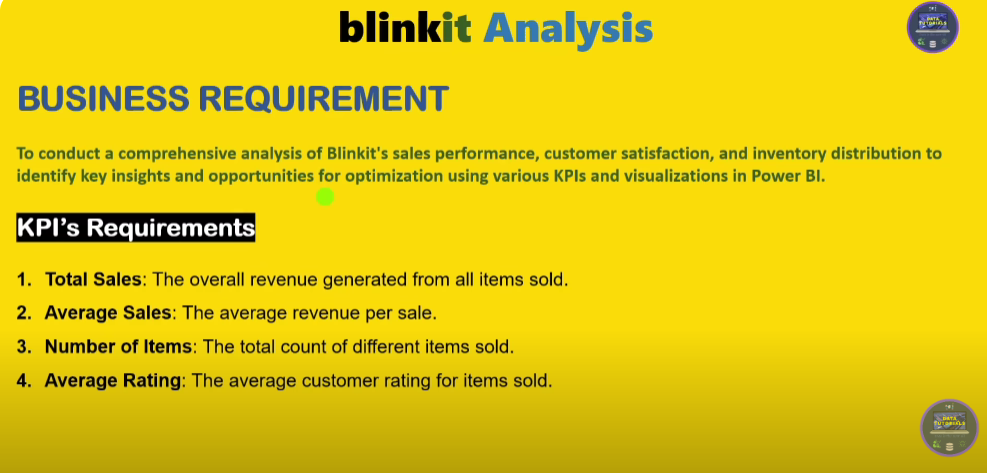 blinkit Analysis
DATA
TUTORIALS
BUSINESS REQUIREMENT
To conduct a comprehensive analysis of Blinkit's sales performance, customer satisfaction, and inventory distribution to
identify key insights and opportunities for optimization using various KPIs and visualizations in Power BI.
KPI’s Requirements
1. Total Sales: The overall revenue generated from all items sold.
2. Average Sales: The average revenue per sale.
3. Number of Items: The total count of different items sold.
4. Average Rating: The average customer rating for items sold.
DATA
TUTORIALS